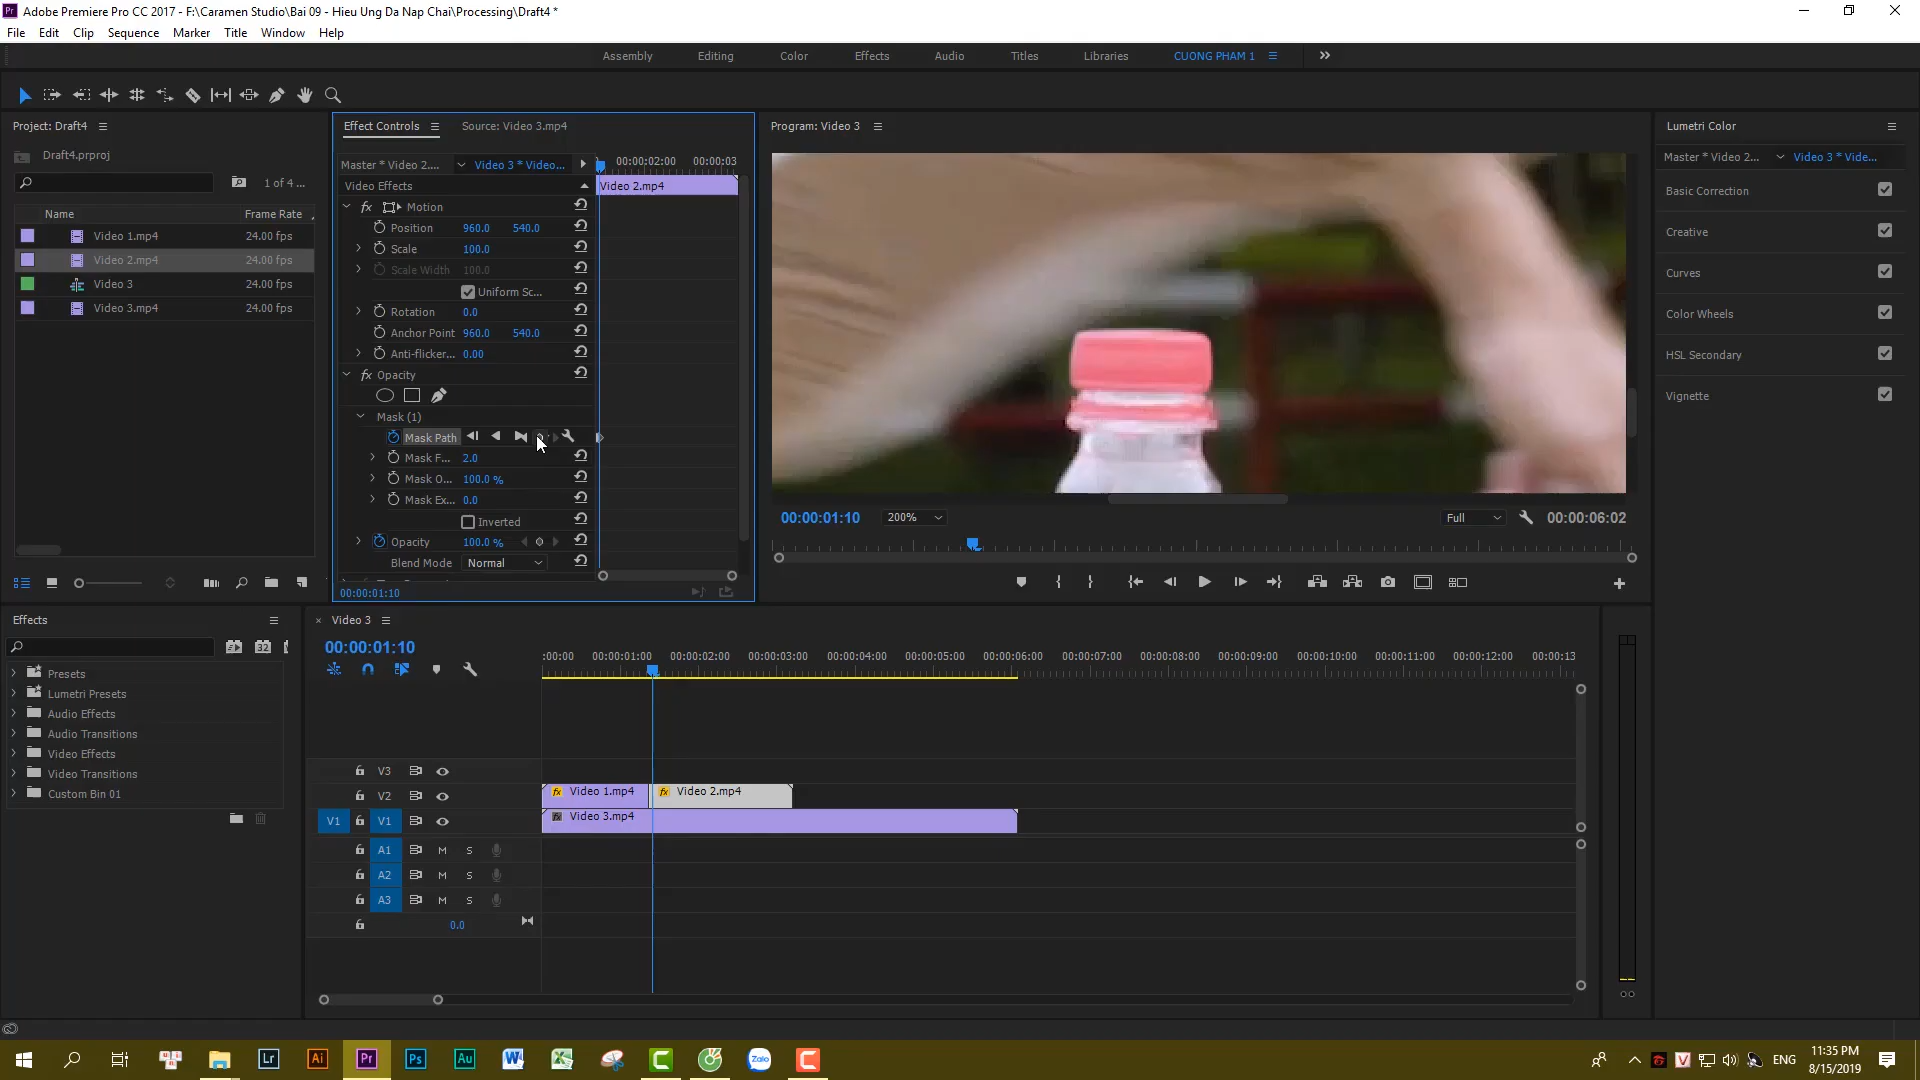 Adobe Premiere Pro CC 2017 - F:\Caramen Studio\Bai 09 - Hieu Ung Da Nap Chai\Processing\Draft4 *
File Edit Clip Sequence Marker Title Window Help
Assembly Editing Color Effects Audio Titles Libraries CUONG PHAM 1
Project: Draft4
Draft4.prproj
1 of 4 ...
Name Frame Rate
Video 1.mp4 24.00 fps
Video 2.mp4 24.00 fps
Video 3 24.00 fps
Video 3.mp4 24.00 fps
Effect Controls Source: Video 3.mp4
Master * Video 2.... Video 3 * Video... 00:00:02:00 00:00:03
Video Effects Video 2.mp4
fx Motion
Position 960.0 540.0
Scale 100.0
Scale Width 100.0
Uniform Sc...
Rotation 0.0
Anchor Point 960.0 540.0
Anti-flicker... 0.00
fx Opacity
Mask (1)
Mask Path
Mask F... 2.0
Mask O... 100.0 %
Mask Ex... 0.0
Inverted
Opacity 100.0 %
Blend Mode Normal
00:00:01:10
Program: Video 3
00:00:01:10 200% Full 00:00:06:02
Lumetri Color
Master * Video 2... Video 3 * Vide...
Basic Correction
Creative
Curves
Color Wheels
HSL Secondary
Vignette
Effects
32
Presets
Lumetri Presets
Audio Effects
Audio Transitions
Video Effects
Video Transitions
Custom Bin 01
× Video 3
00:00:01:10
:00:00 00:00:01:00 00:00:02:00 00:00:03:00 00:00:04:00 00:00:05:00 00:00:06:00 00:00:07:00 00:00:08:00 00:00:09:00 00:00:10:00 00:00:11:00 00:00:12:00 00:00:13
V3
V2 fx Video 1.mp4 fx Video 2.mp4
V1 V1 fx Video 3.mp4
A1 M S
A2 M S
A3 M S
0.0
Lr Ai Pr Ps Au Zalo
V ENG 11:35 PM
8/15/2019